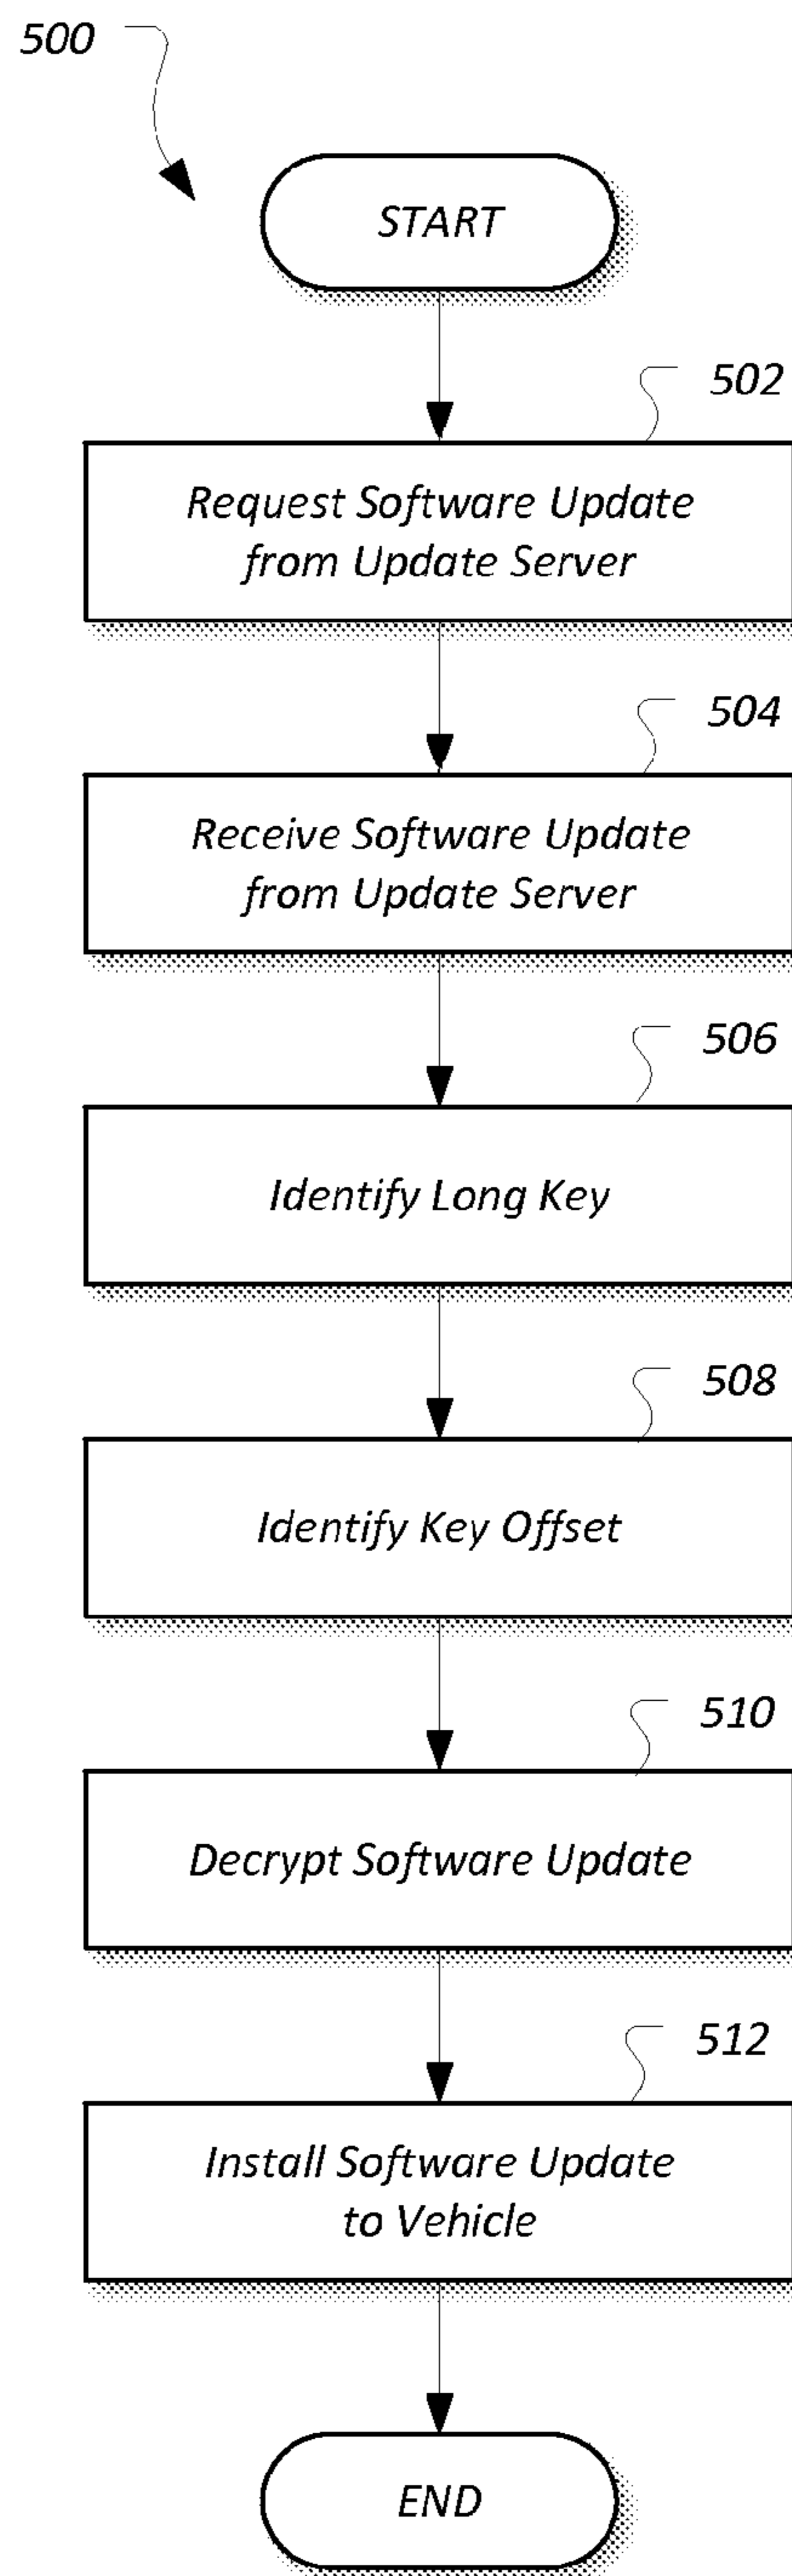 500
START
502
Request Software Update
from Update Server
504
Receive Software Update
from Update Server
506
Identify Long Key
508
Identify Key Offset
510
Decrypt Software Update
512
Install Software Update
to Vehicle
END